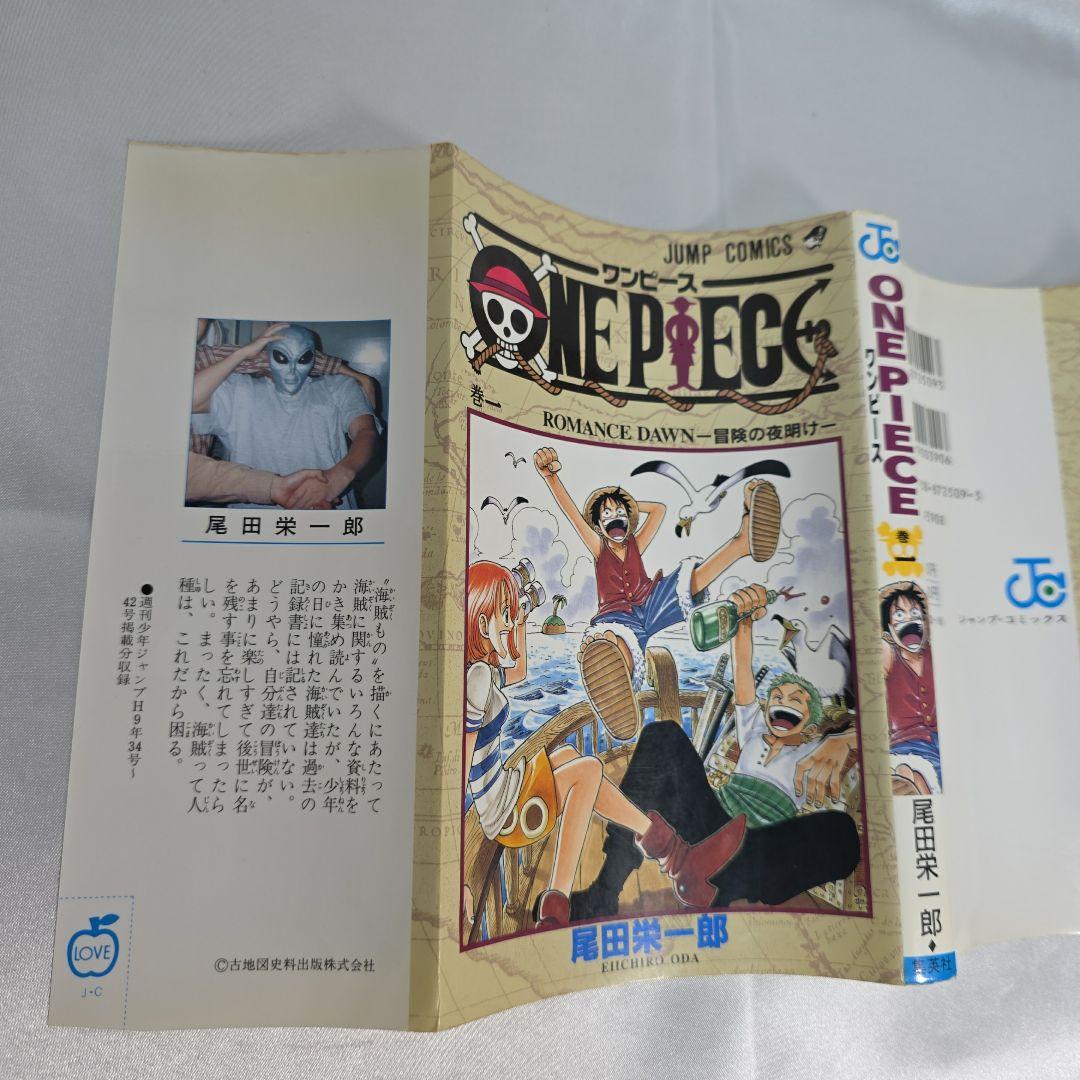 尾田栄一郎
"海賊もの"を描くにあたって
海賊に関するいろんな資料を
かき集め読んでいたが、少年
の日に憧れた海賊達は過去の
記録書には記されていない。
どうやら、自分達の冒険が、
あまりに楽しすぎて後世に名
を残す事を忘れてしまったら
しい。まったく、海賊って人
種は、これだから困る。
●週刊少年ジャンプH9年34号〜
42号掲載分収録
LOVE
J・C
©古地図史料出版株式会社
JUMP COMICS
ワンピース
ONE PIECE
巻一
ROMANCE DAWN—冒険の夜明け—
尾田栄一郎
EIICHIRO ODA
JC
ONE PIECE
ワンピース
巻一
尾田栄一郎◆
集英社
JC
ジャンプ・コミックス